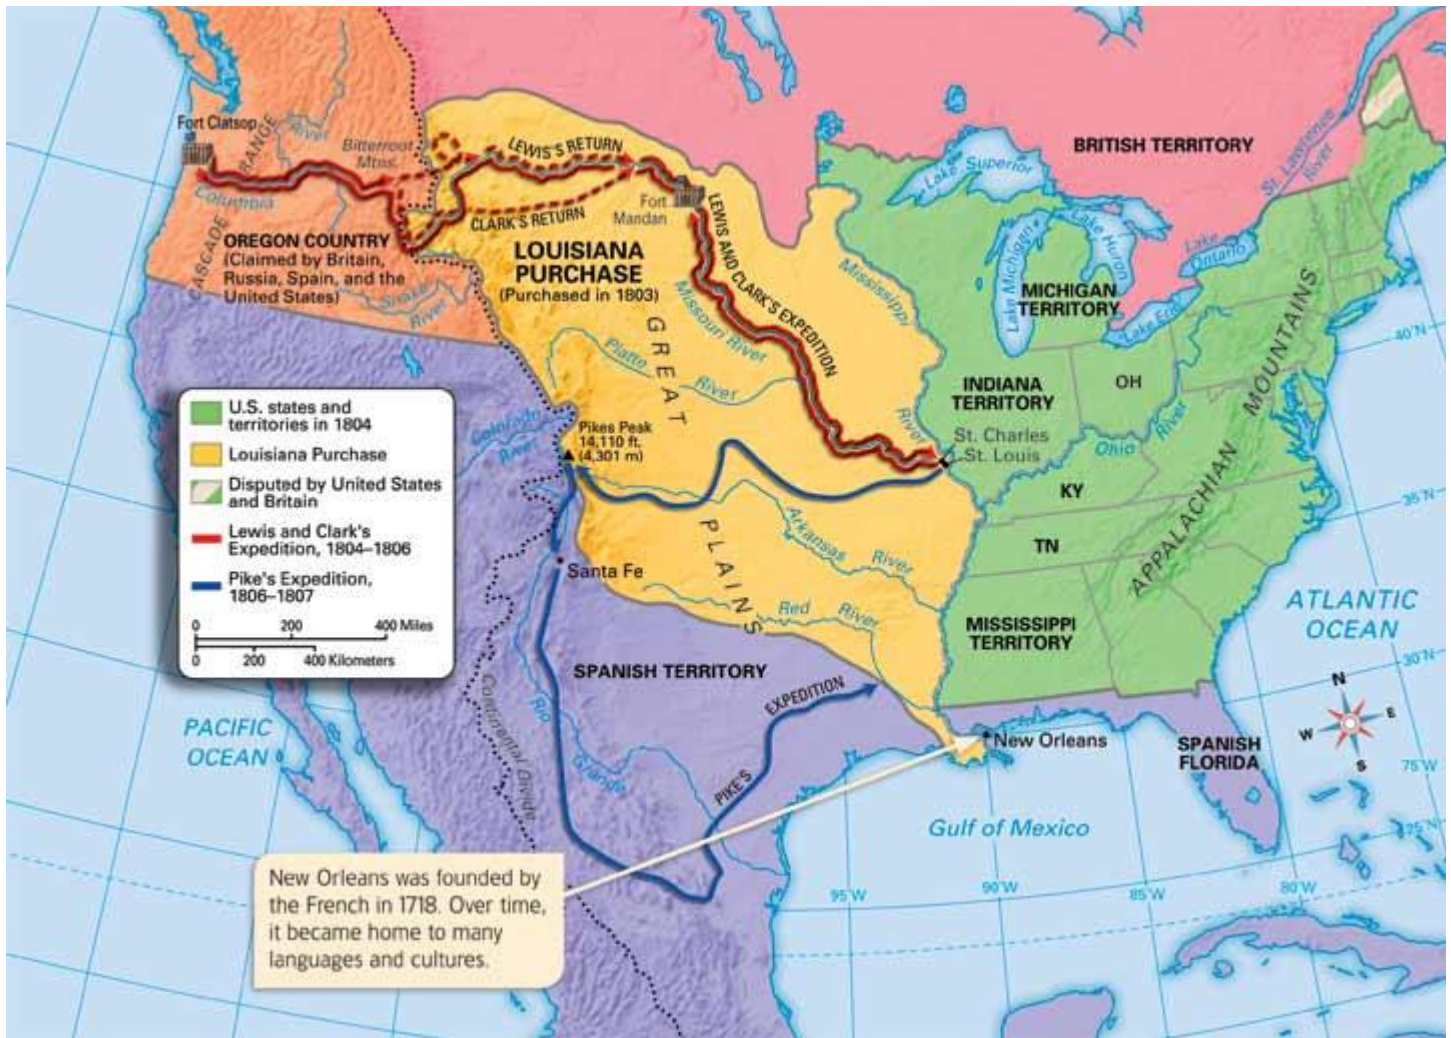 BRITISH TERRITORY
St. Lawrence
River
Fort Clatsop
RANGE
River
Bitterroot
Mtns.
LEWIS'S RETURN
Lake Superior
Columbia
CLARK'S RETURN
Fort
Mandan
CASCADE
OREGON COUNTRY
(Claimed by Britain,
Russia, Spain, and the
United States)
Snake
River
LOUISIANA
PURCHASE
(Purchased in 1803)
LEWIS AND CLARK'S EXPEDITION
Missouri River
Mississippi
River
Lake Michigan
Lake Huron
Lake
Ontario
Lake Erie
MICHIGAN
TERRITORY
GREAT
PLAINS
Platte
River
INDIANA
TERRITORY
OH
APPALACHIAN MOUNTAINS
40°N
Colorado
River
Pikes Peak
14,110 ft.
(4,301 m)
St. Charles
St. Louis
Ohio
River
KY
35°N
TN
Arkansas
River
Santa Fe
Red
River
MISSISSIPPI
TERRITORY
ATLANTIC
OCEAN
30°N
U.S. states and
territories in 1804
Louisiana Purchase
Disputed by United States
and Britain
Lewis and Clark's
Expedition, 1804–1806
Pike's Expedition,
1806–1807
0 200 400 Miles
0 200 400 Kilometers
SPANISH TERRITORY
PIKE'S
EXPEDITION
Rio
Grande
Continental Divide
PACIFIC
OCEAN
New Orleans
SPANISH
FLORIDA
N
W
E
S
75°W
Gulf of Mexico
25°N
95°W
90°W
85°W
80°W
New Orleans was founded by
the French in 1718. Over time,
it became home to many
languages and cultures.